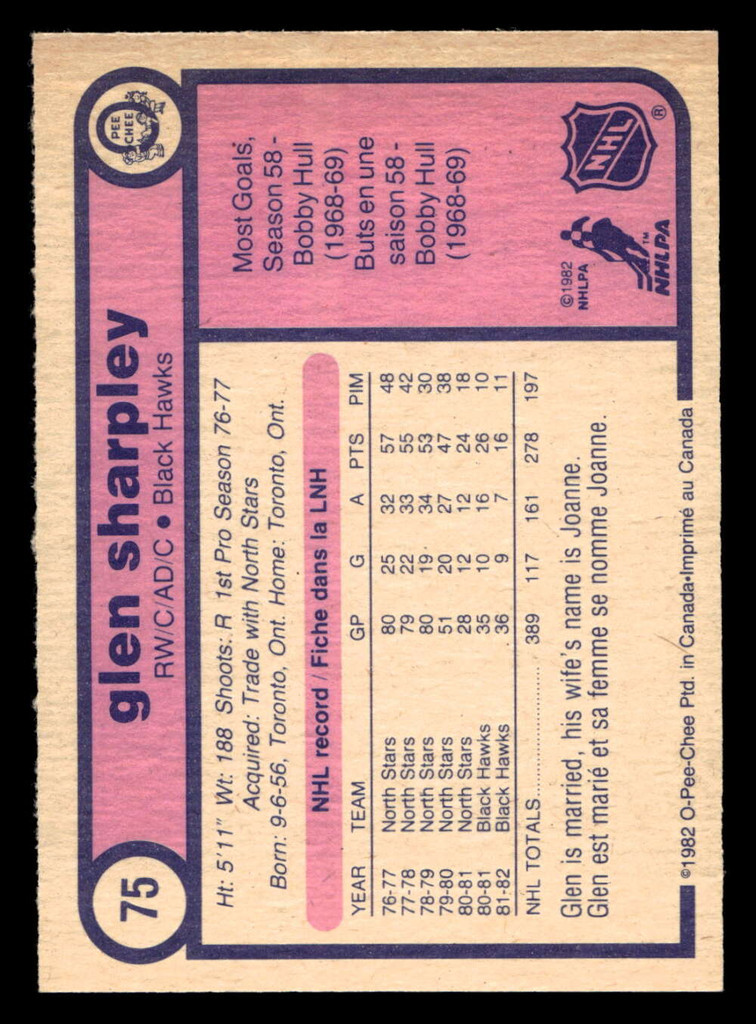 75
glen sharpley
RW/C/AD/C • Black Hawks
PEE
CHEE
Ht: 5'11" Wt: 188 Shoots: R 1st Pro Season 76-77
Acquired: Trade with North Stars
Born: 9-6-56, Toronto, Ont. Home: Toronto, Ont.
NHL record / Fiche dans la LNH
YEAR TEAM GP G A PTS PIM
76-77 North Stars 80 25 32 57 48
77-78 North Stars 79 22 33 55 42
78-79 North Stars 80 19 34 53 30
79-80 North Stars 51 20 27 47 38
80-81 North Stars 28 12 12 24 18
80-81 Black Hawks 35 10 16 26 10
81-82 Black Hawks 36 9 7 16 11
NHL TOTALS.................... 389 117 161 278 197
Glen is married, his wife's name is Joanne.
Glen est marié et sa femme se nomme Joanne.
Most Goals,
Season 58 -
Bobby Hull
(1968-69)
Buts en une
saison 58 -
Bobby Hull
(1968-69)
©1982
NHLPA
NHLPA™
NHL®
©1982 O-Pee-Chee Ptd. in Canada•Imprimé au Canada